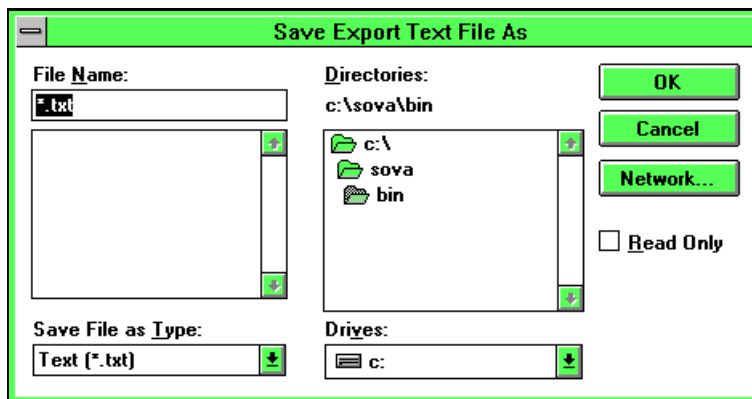 Save Export Text File As
File Name:
*.txt
Directories:
c:\sova\bin
c:\
sova
bin
OK
Cancel
Network...
Read Only
Save File as Type:
Text (*.txt)
Drives:
c: